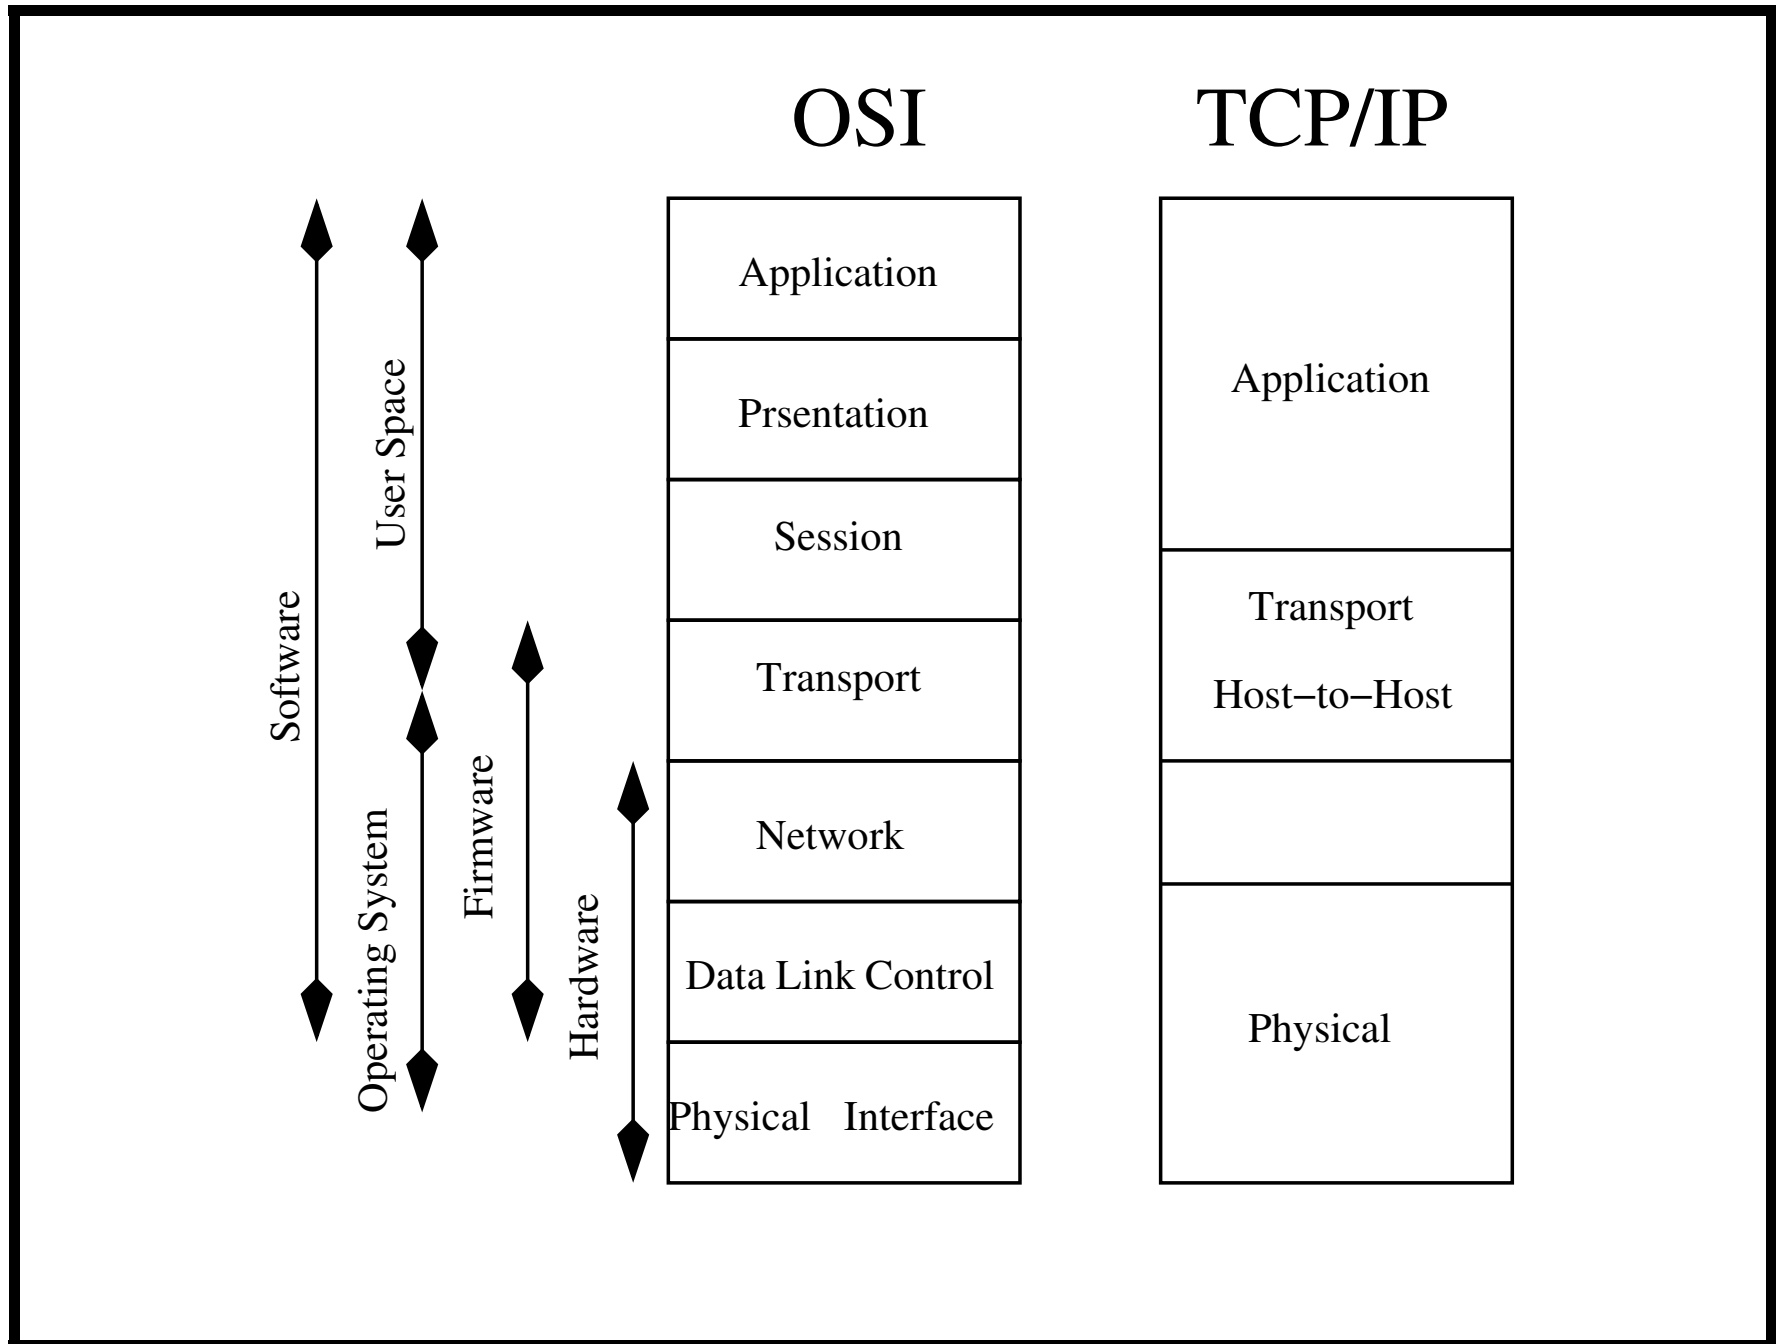 OSI
TCP/IP
Application
Prsentation
Session
Transport
Network
Data Link Control
Physical Interface
Application
Transport
Host−to−Host
Physical
Software
User Space
Operating System
Firmware
Hardware